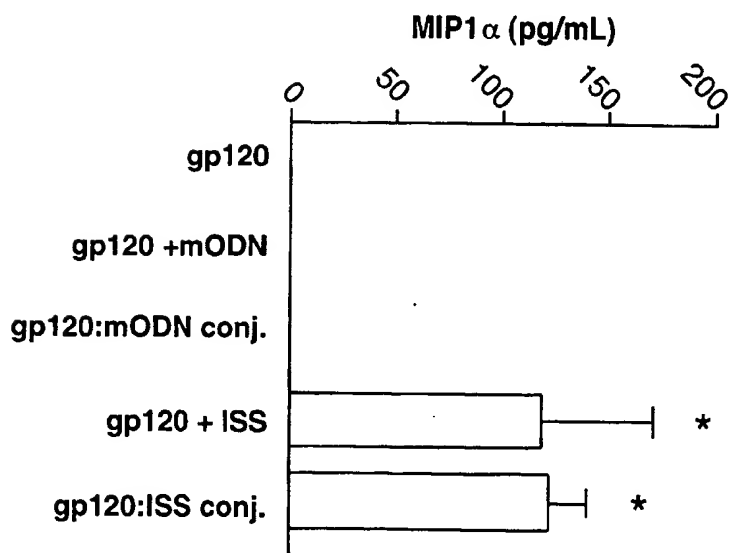 MIP1α (pg/mL)
0 50 100 150 200
gp120
gp120 +mODN
gp120:mODN conj.
gp120 + ISS
*
gp120:ISS conj.
*